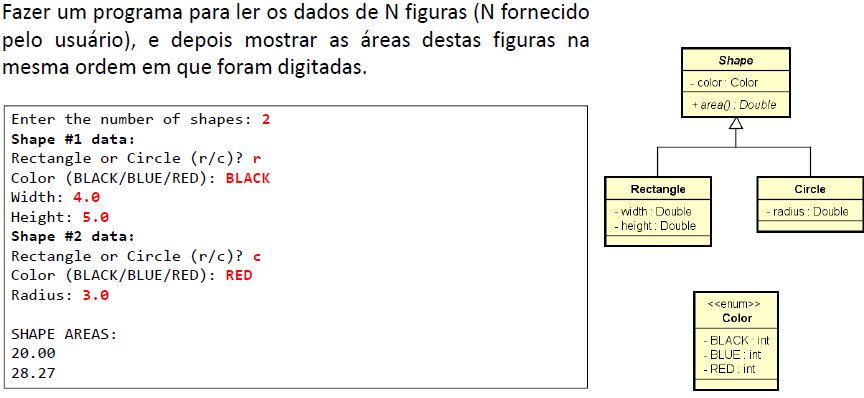 Fazer um programa para ler os dados de N figuras (N fornecido
pelo usuário), e depois mostrar as áreas destas figuras na
mesma ordem em que foram digitadas.
Enter the number of shapes: 2
Shape #1 data:
Rectangle or Circle (r/c)? r
Color (BLACK/BLUE/RED): BLACK
Width: 4.0
Height: 5.0
Shape #2 data:
Rectangle or Circle (r/c)? c
Color (BLACK/BLUE/RED): RED
Radius: 3.0
SHAPE AREAS:
20.00
28.27
Shape
- color : Color
+ area() : Double
Rectangle
- width : Double
- height : Double
Circle
- radius : Double
<<enum>>
Color
- BLACK : int
- BLUE : int
- RED : int